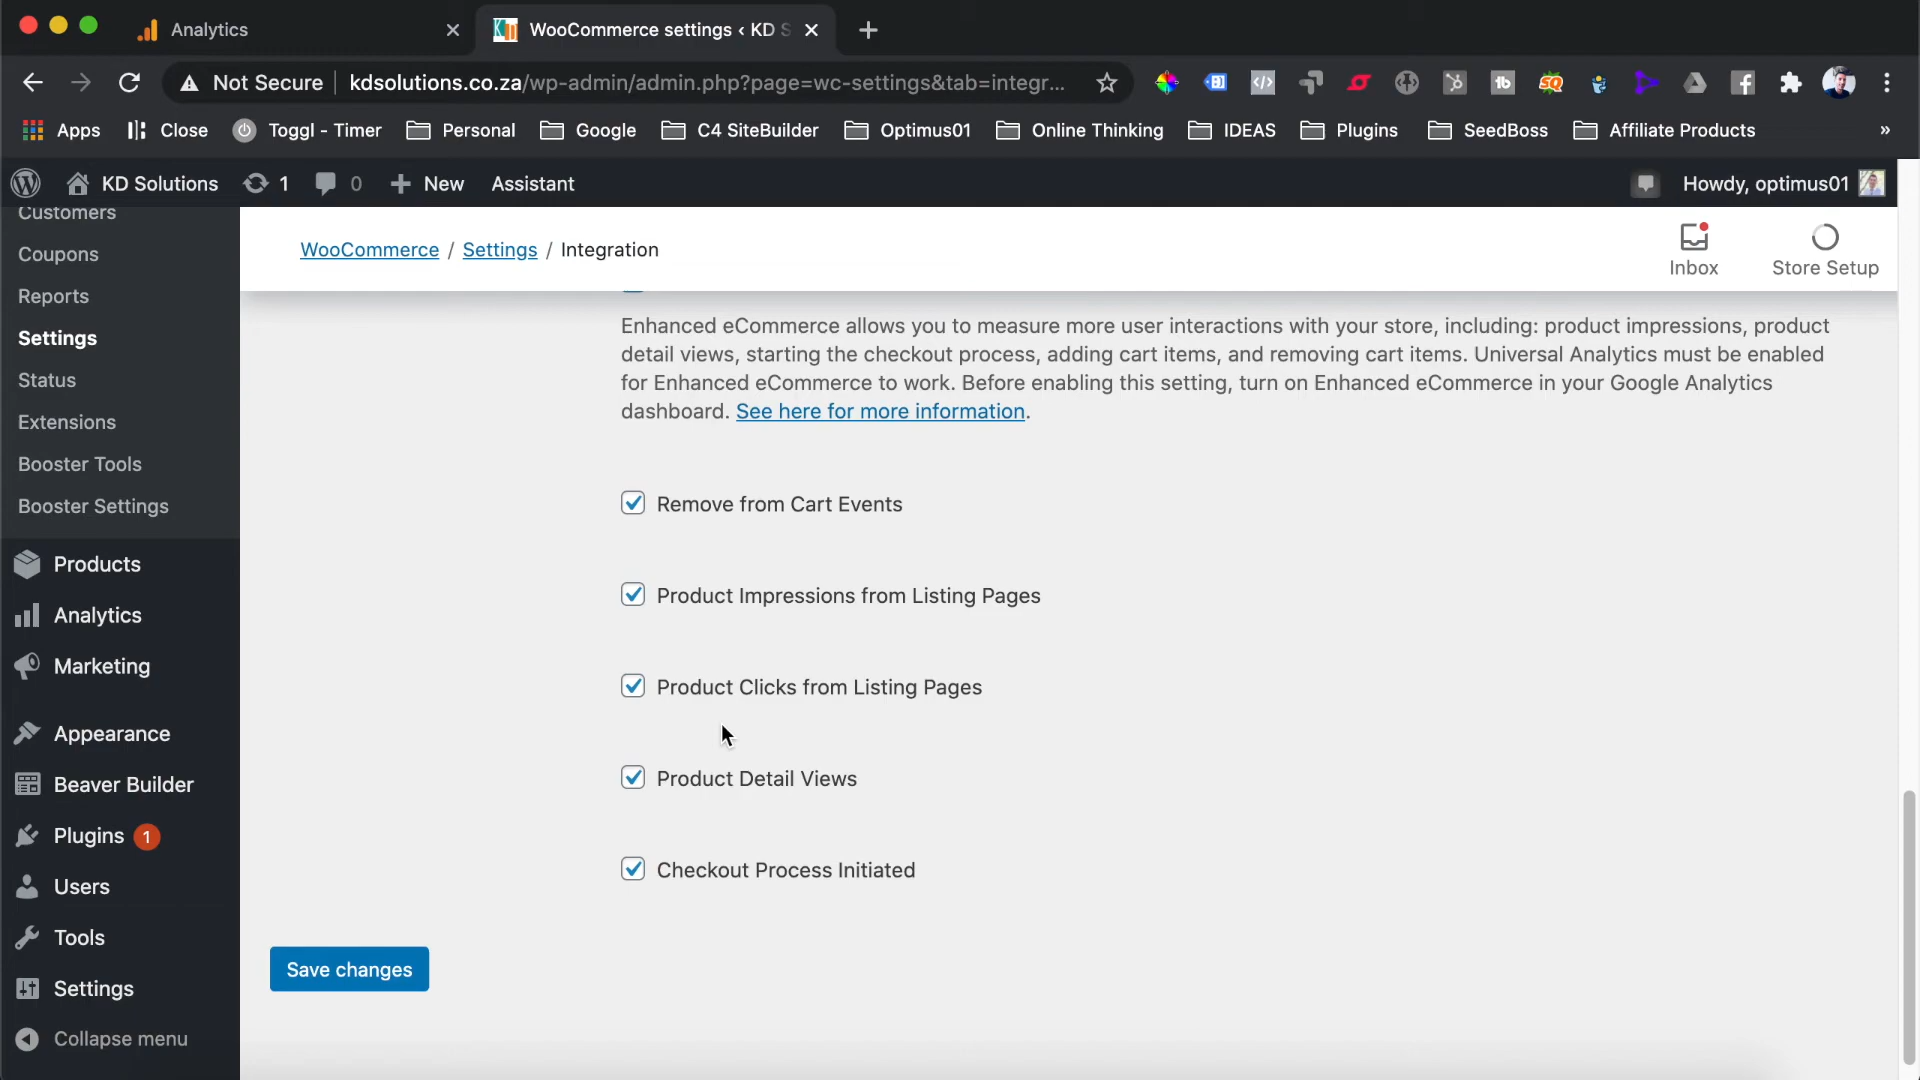 Analytics
WooCommerce settings ‹ KD S
Not Secure
kdsolutions.co.za/wp-admin/admin.php?page=wc-settings&tab=integr...
Apps
Close
Toggl - Timer
Personal
Google
C4 SiteBuilder
Optimus01
Online Thinking
IDEAS
Plugins
SeedBoss
Affiliate Products
»
KD Solutions
1
0
New
Assistant
Howdy, optimus01
Customers
Coupons
Reports
Settings
Status
Extensions
Booster Tools
Booster Settings
Products
Analytics
Marketing
Appearance
Beaver Builder
Plugins 1
Users
Tools
Settings
Collapse menu
WooCommerce / Settings / Integration
Inbox
Store Setup
Enhanced eCommerce allows you to measure more user interactions with your store, including: product impressions, product
detail views, starting the checkout process, adding cart items, and removing cart items. Universal Analytics must be enabled
for Enhanced eCommerce to work. Before enabling this setting, turn on Enhanced eCommerce in your Google Analytics
dashboard. See here for more information.
Remove from Cart Events
Product Impressions from Listing Pages
Product Clicks from Listing Pages
Product Detail Views
Checkout Process Initiated
Save changes